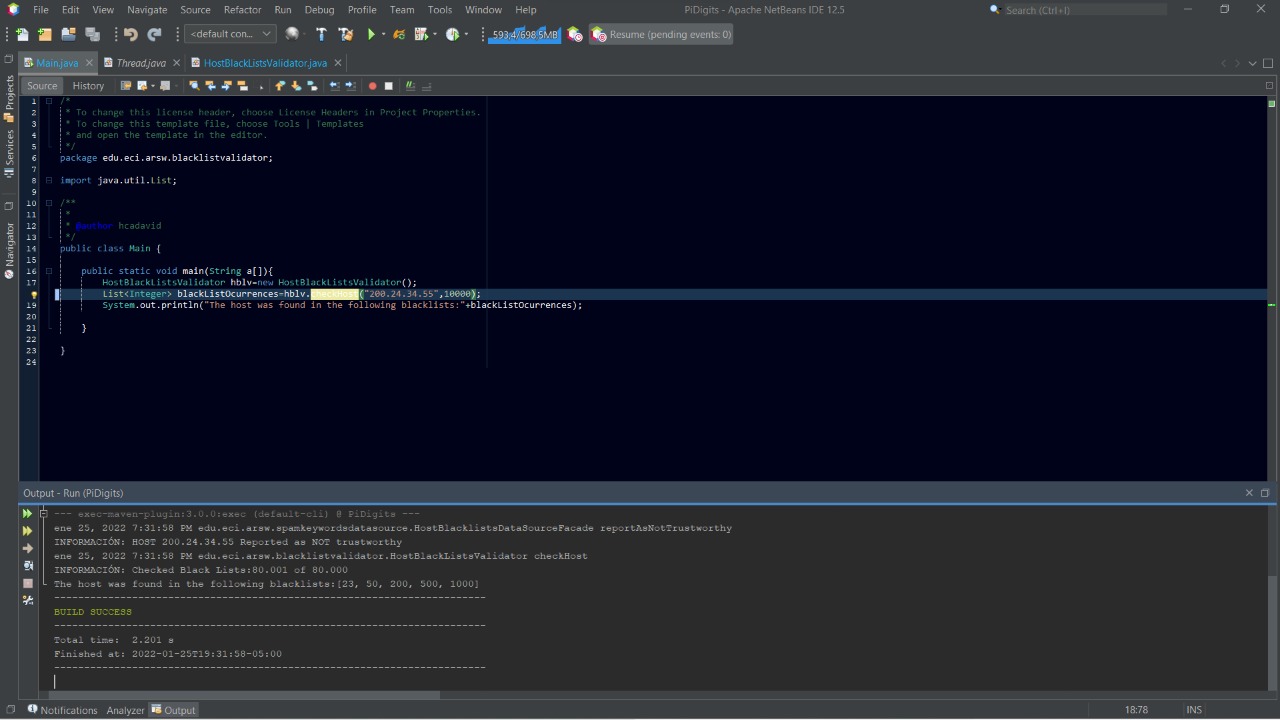 File Edit View Navigate Source Refactor Run Debug Profile Team Tools Window Help PiDigits - Apache NetBeans IDE 12.5 Search (Ctrl+I)
<default con... 593,4/698,5MB Resume (pending events: 0)
Main.java Thread.java HostBlackListsValidator.java
Source History
Projects
Services
Navigator
1 /*
2 * To change this license header, choose License Headers in Project Properties.
3 * To change this template file, choose Tools | Templates
4 * and open the template in the editor.
5 */
6 package edu.eci.arsw.blacklistvalidator;
7
8 import java.util.List;
9
10 /**
11 *
12 * @author hcadavid
13 */
14 public class Main {
15
16 public static void main(String a[]){
17 HostBlackListsValidator hblv=new HostBlackListsValidator();
List<Integer> blackListOcurrences=hblv.checkHost("200.24.34.55",10000);
19 System.out.println("The host was found in the following blacklists:"+blackListOcurrences);
20
21 }
22
23 }
24
Output - Run (PiDigits)
--- exec-maven-plugin:3.0.0:exec (default-cli) @ PiDigits ---
ene 25, 2022 7:31:58 PM edu.eci.arsw.spamkeywordsdatasource.HostBlacklistsDataSourceFacade reportAsNotTrustworthy
INFORMACIÓN: HOST 200.24.34.55 Reported as NOT trustworthy
ene 25, 2022 7:31:58 PM edu.eci.arsw.blacklistvalidator.HostBlackListsValidator checkHost
INFORMACIÓN: Checked Black Lists:80.001 of 80.000
The host was found in the following blacklists:[23, 50, 200, 500, 1000]
------------------------------------------------------------------------
BUILD SUCCESS
------------------------------------------------------------------------
Total time:  2.201 s
Finished at: 2022-01-25T19:31:58-05:00
------------------------------------------------------------------------
Notifications Analyzer Output 18:78 INS